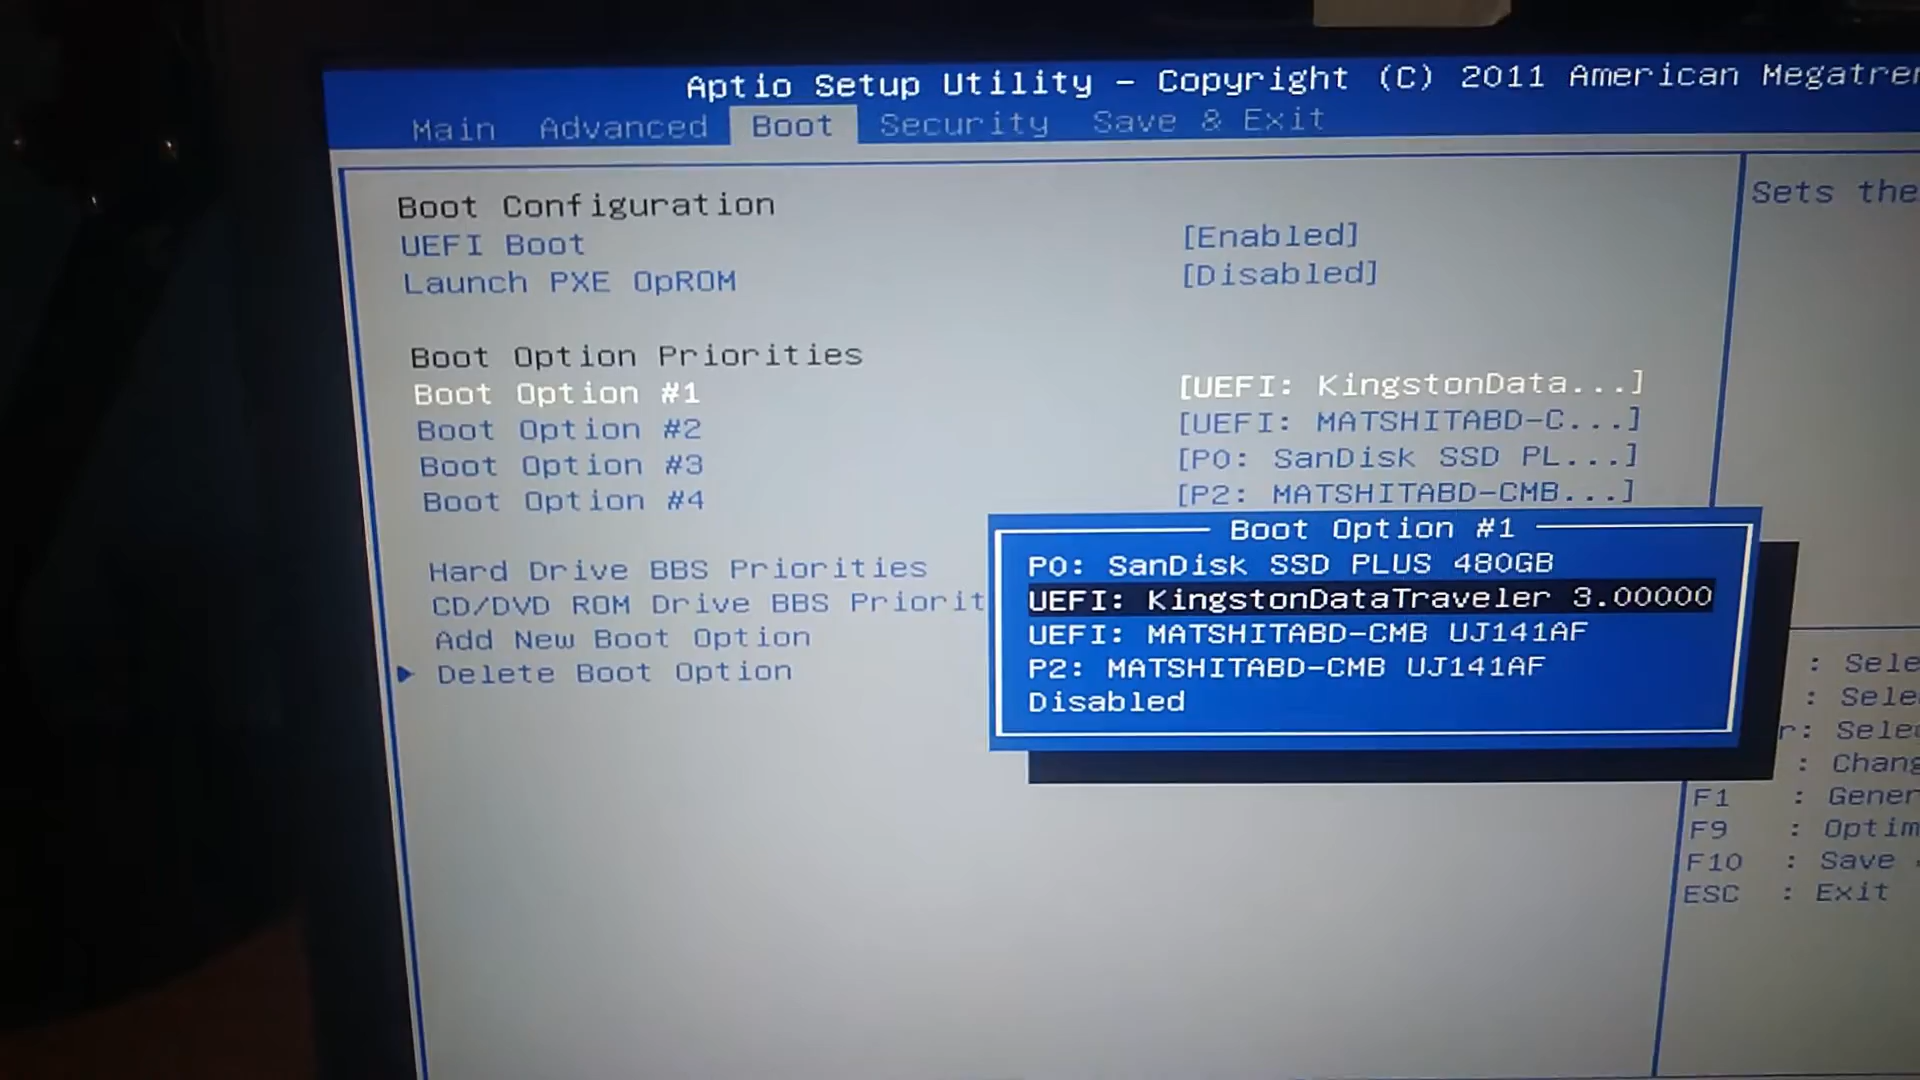 Aptio Setup Utility - Copyright (C) 2011 American
Main Advanced Boot Security Save & Exit
Boot Configuration
UEFI Boot [Enabled]
Launch PXE OpROM [Disabled]
Boot Option Priorities
Boot Option #1 [UEFI: KingstonData...]
Boot Option #2 [UEFI: MATSHITABD-C...]
Boot Option #3 [P0: SanDisk SSD PL...]
Boot Option #4 [P2: MATSHITABD-CMB...]
Hard Drive BBS Priorities
CD/DVD ROM Drive BBS Priorit
Add New Boot Option
Delete Boot Option
Boot Option #1
P0: SanDisk SSD PLUS 480GB
UEFI: KingstonDataTraveler 3.00000
UEFI: MATSHITABD-CMB UJ141AF
P2: MATSHITABD-CMB UJ141AF
Disabled
Sets the
: Sele
: Sele
r: Sele
: Chang
F1 : Gener
F9 : Optim
F10 : Save
ESC : Exit